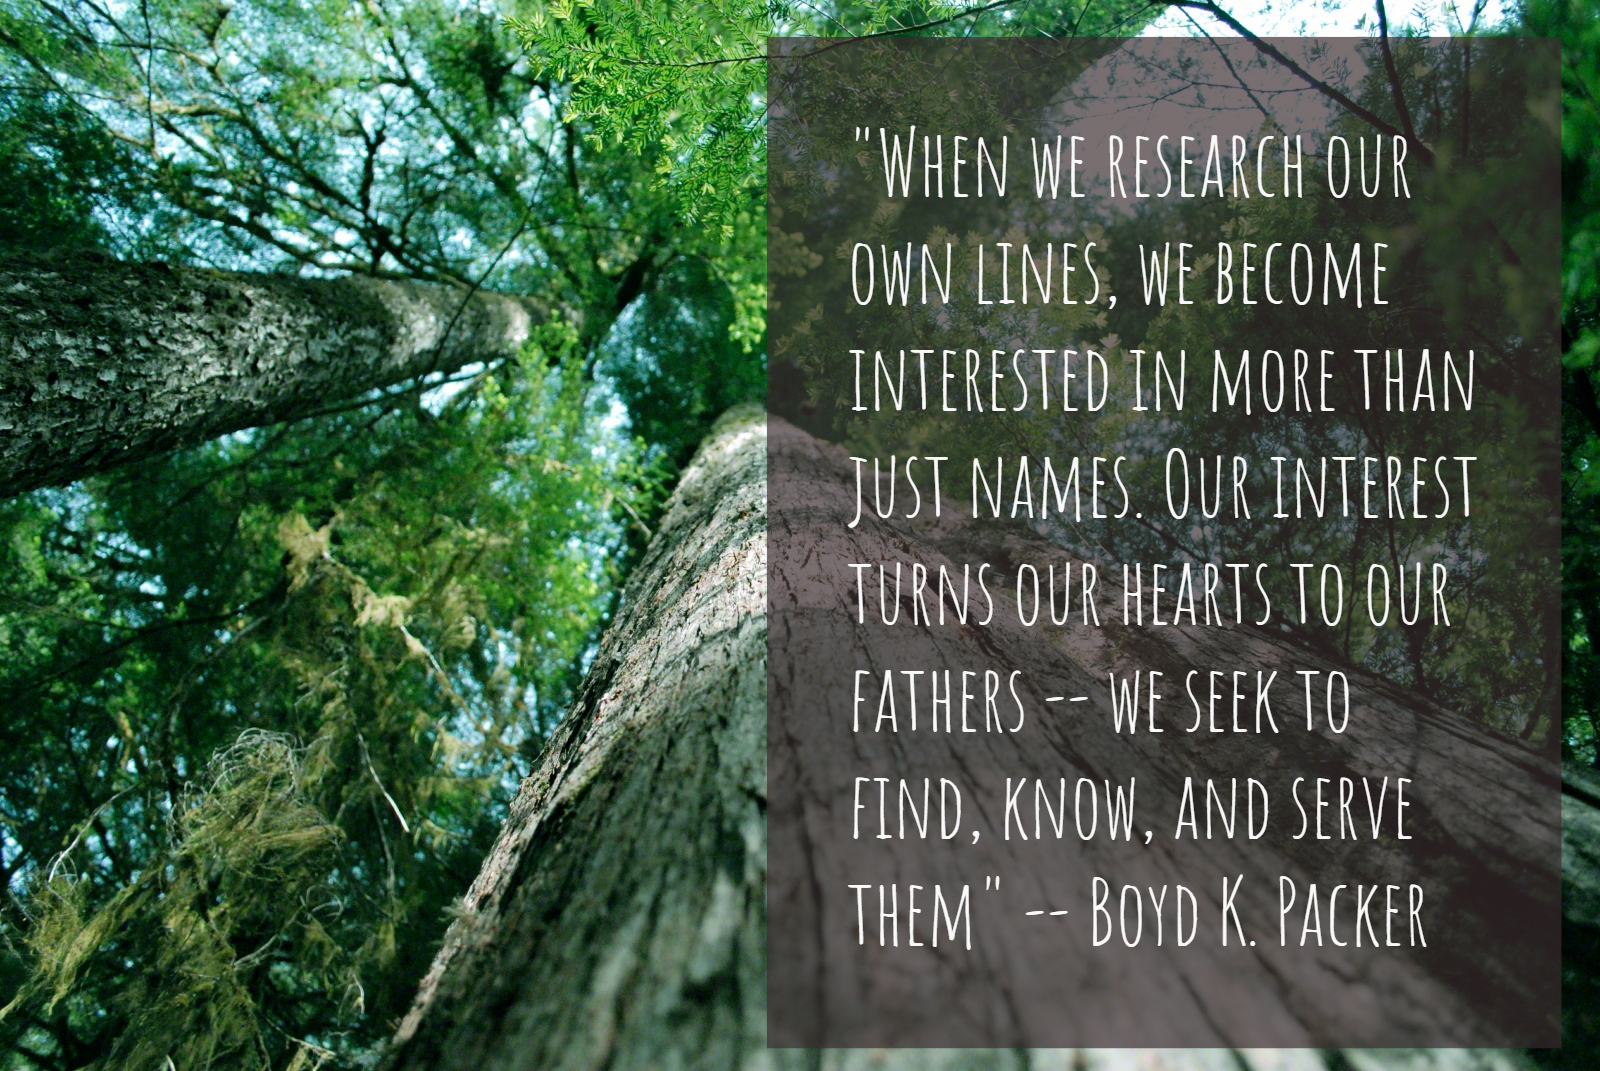 "When we research our
own lines, we become
interested in more than
just names. Our interest
turns our hearts to our
fathers -- we seek to
find, know, and serve
them" -- Boyd K. Packer